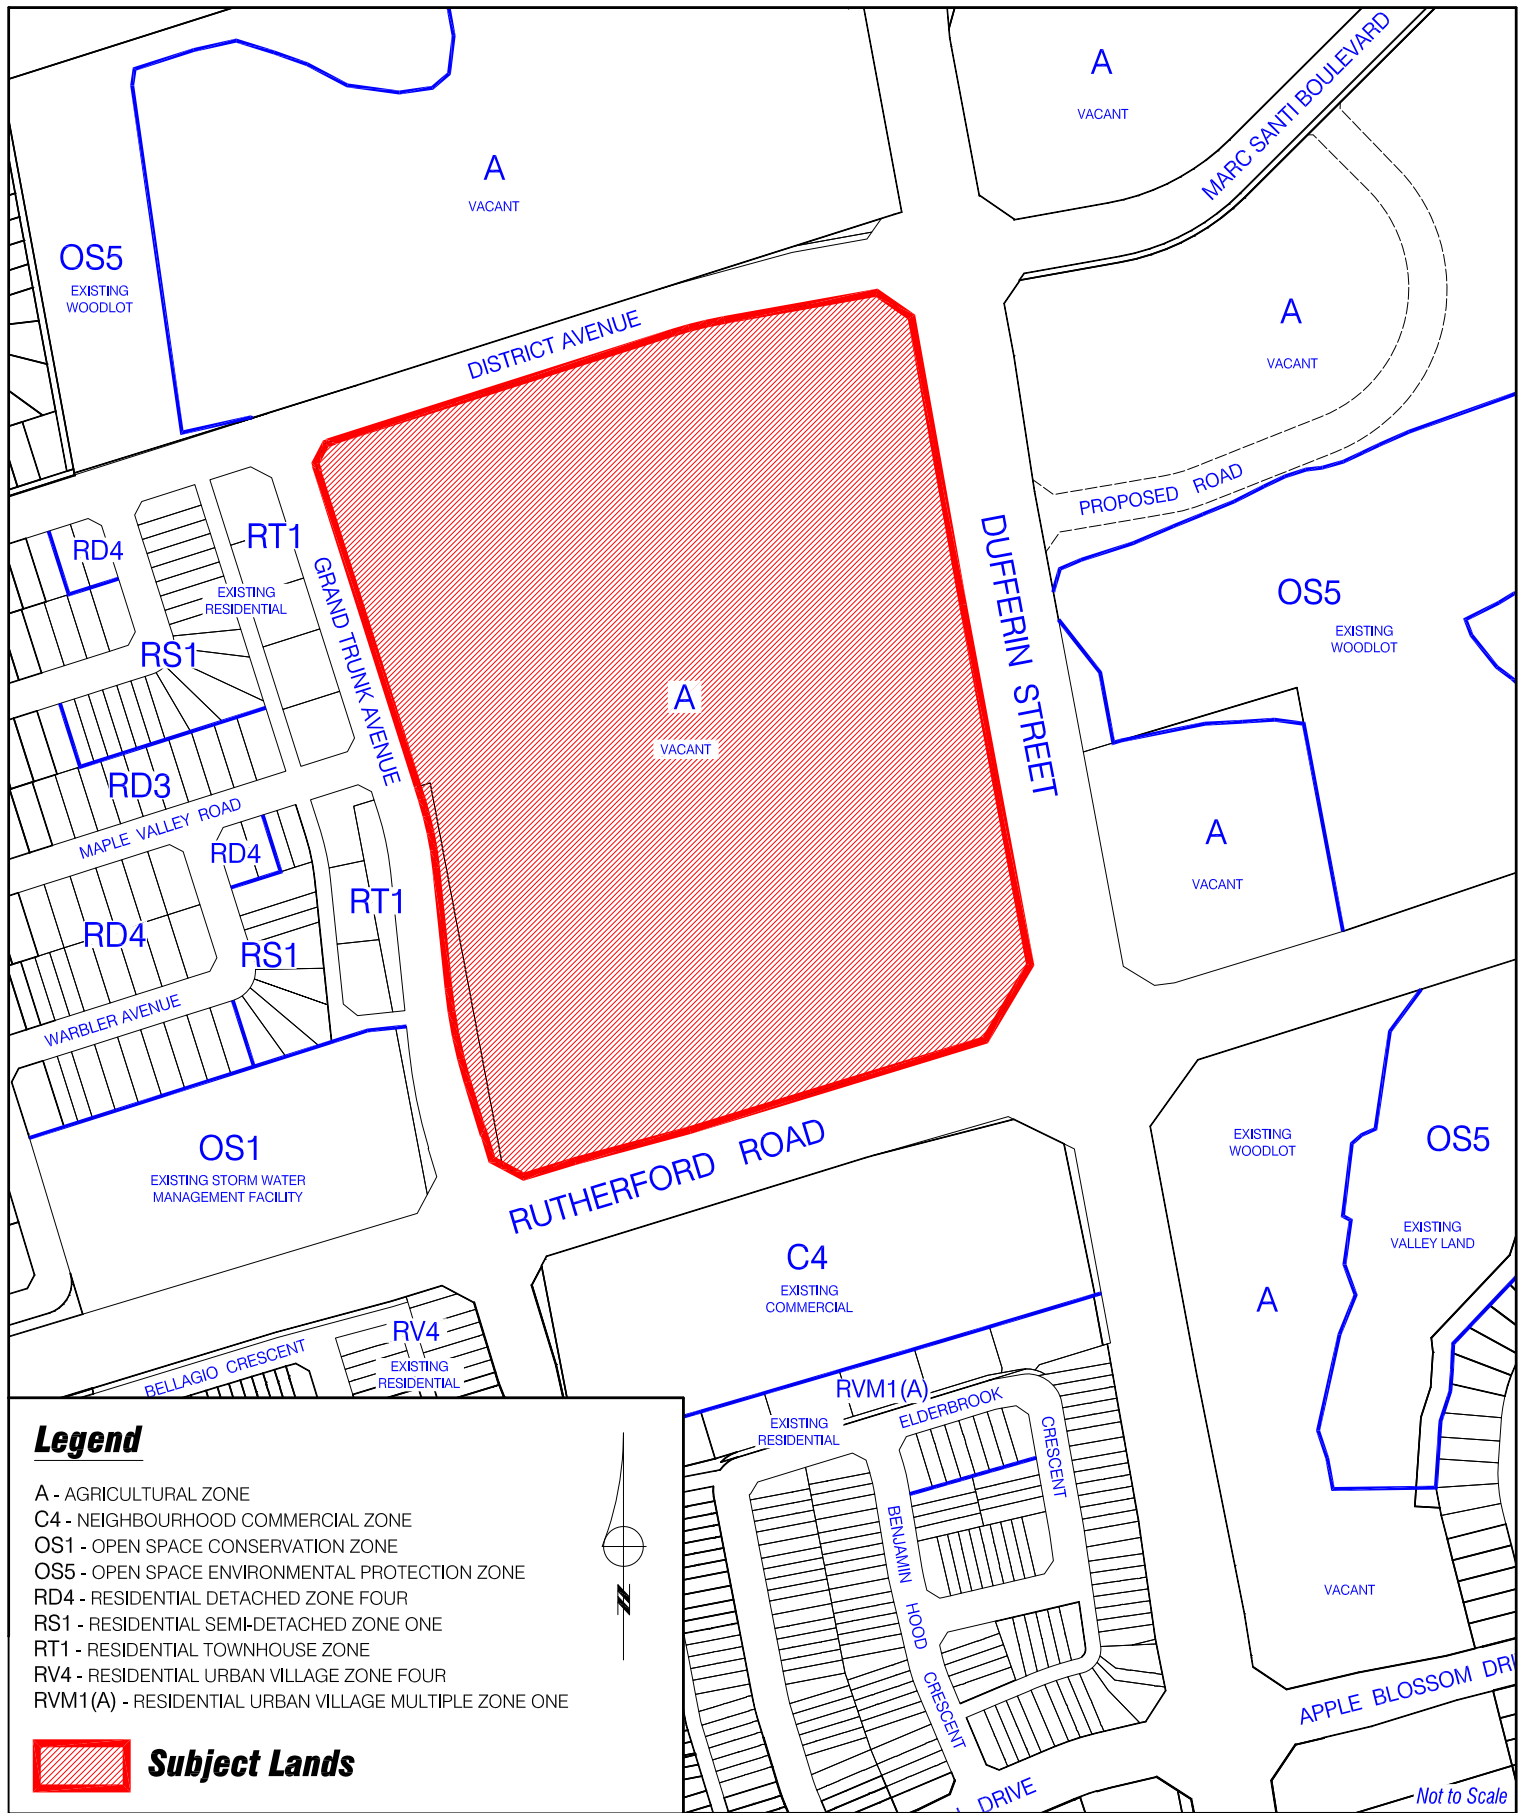 A
VACANT
MARC SANTI BOULEVARD
A
VACANT
OS5
EXISTING
WOODLOT
DISTRICT AVENUE
A
VACANT
PROPOSED ROAD
RD4
RT1
EXISTING
RESIDENTIAL
GRAND TRUNK AVENUE
DUFFERIN STREET
OS5
EXISTING
WOODLOT
RS1
A
VACANT
RD3
MAPLE VALLEY ROAD
RD4
A
VACANT
RT1
RD4
RS1
WARBLER AVENUE
OS1
EXISTING STORM WATER
MANAGEMENT FACILITY
RUTHERFORD ROAD
EXISTING
WOODLOT
OS5
EXISTING
VALLEY LAND
C4
EXISTING
COMMERCIAL
A
RV4
EXISTING
RESIDENTIAL
BELLAGIO CRESCENT
RVM1(A)
EXISTING
RESIDENTIAL
ELDERBROOK
CRESCENT
BENJAMIN HOOD CRESCENT
VACANT
APPLE BLOSSOM DRI
DRIVE
Legend
A - AGRICULTURAL ZONE
C4 - NEIGHBOURHOOD COMMERCIAL ZONE
OS1 - OPEN SPACE CONSERVATION ZONE
OS5 - OPEN SPACE ENVIRONMENTAL PROTECTION ZONE
RD4 - RESIDENTIAL DETACHED ZONE FOUR
RS1 - RESIDENTIAL SEMI-DETACHED ZONE ONE
RT1 - RESIDENTIAL TOWNHOUSE ZONE
RV4 - RESIDENTIAL URBAN VILLAGE ZONE FOUR
RVM1(A) - RESIDENTIAL URBAN VILLAGE MULTIPLE ZONE ONE
N
Subject Lands
Not to Scale